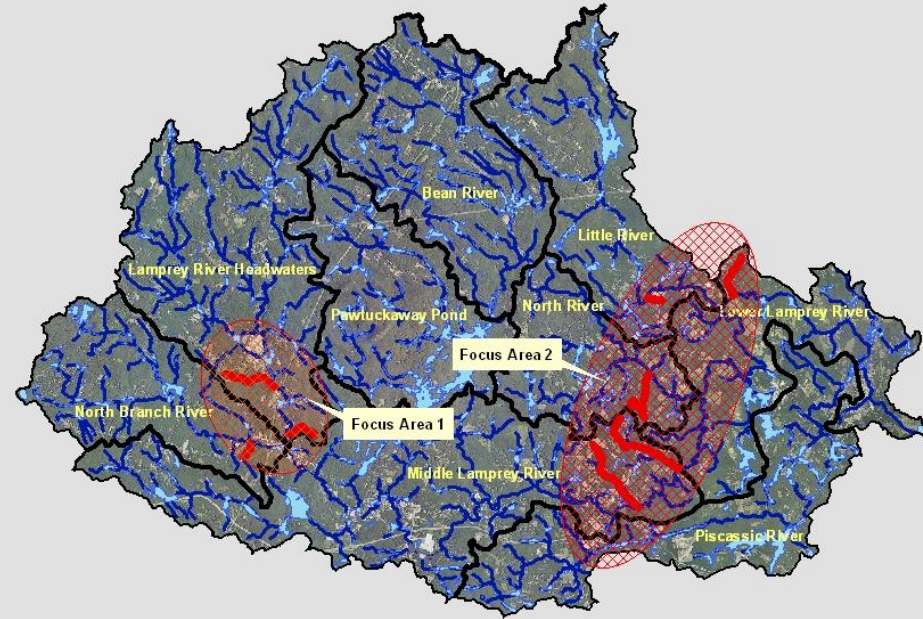 Bean River
Little River
Lamprey River Headwaters
North River
Lower Lamprey River
Pawtuckaway Pond
Focus Area 2
North Branch River
Focus Area 1
Middle Lamprey River
Piscassic River